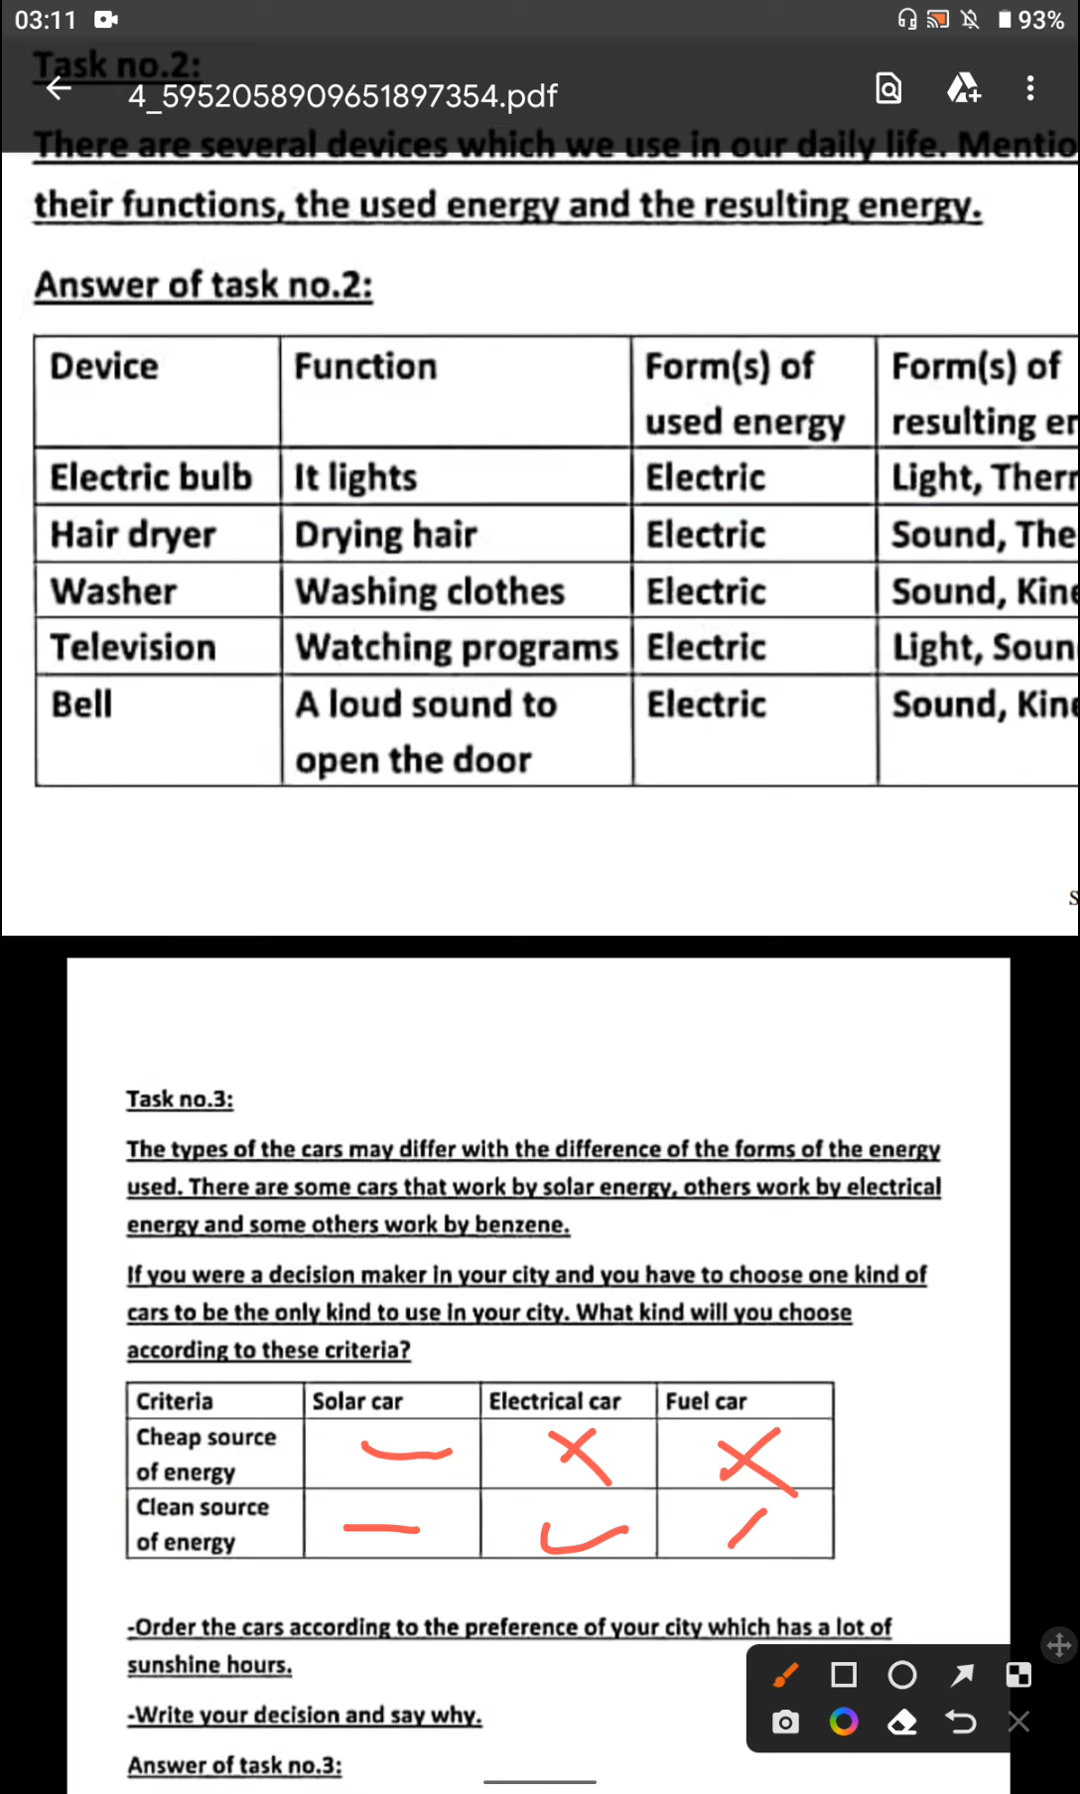 03:11 93%
Task no.2:
4_5952058909651897354.pdf
There are several devices which we use in our daily life. Mentio
their functions, the used energy and the resulting energy.
Answer of task no.2:
Device Function Form(s) of Form(s) of
used energy resulting er
Electric bulb It lights Electric Light, Ther
Hair dryer Drying hair Electric Sound, The
Washer Washing clothes Electric Sound, Kine
Television Watching programs Electric Light, Soun
Bell A loud sound to Electric Sound, Kine
open the door
S
Task no.3:
The types of the cars may differ with the difference of the forms of the energy
used. There are some cars that work by solar energy, others work by electrical
energy and some others work by benzene.
If you were a decision maker in your city and you have to choose one kind of
cars to be the only kind to use in your city. What kind will you choose
according to these criteria?
Criteria Solar car Electrical car Fuel car
Cheap source
of energy
Clean source
of energy
-Order the cars according to the preference of your city which has a lot of
sunshine hours.
-Write your decision and say why.
Answer of task no.3: